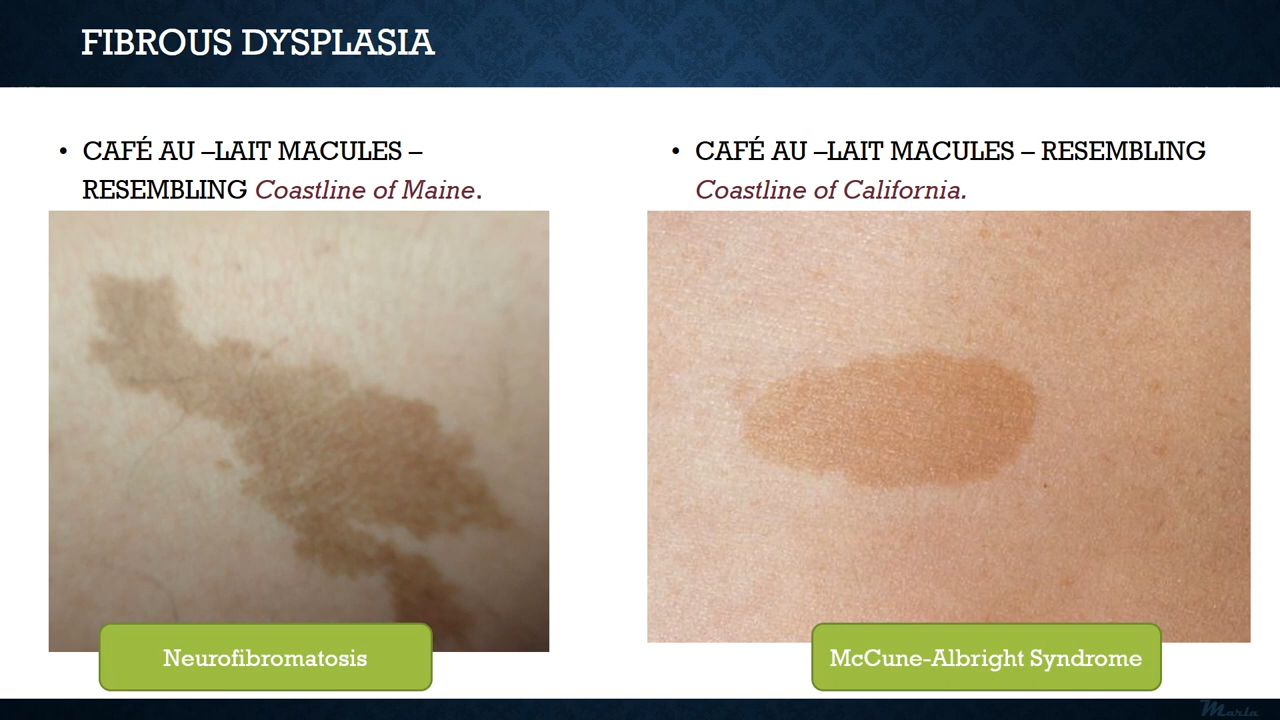 FIBROUS DYSPLASIA
• CAFÉ AU –LAIT MACULES –
RESEMBLING Coastline of Maine.
• CAFÉ AU –LAIT MACULES – RESEMBLING
Coastline of California.
Neurofibromatosis
McCune-Albright Syndrome
Maria